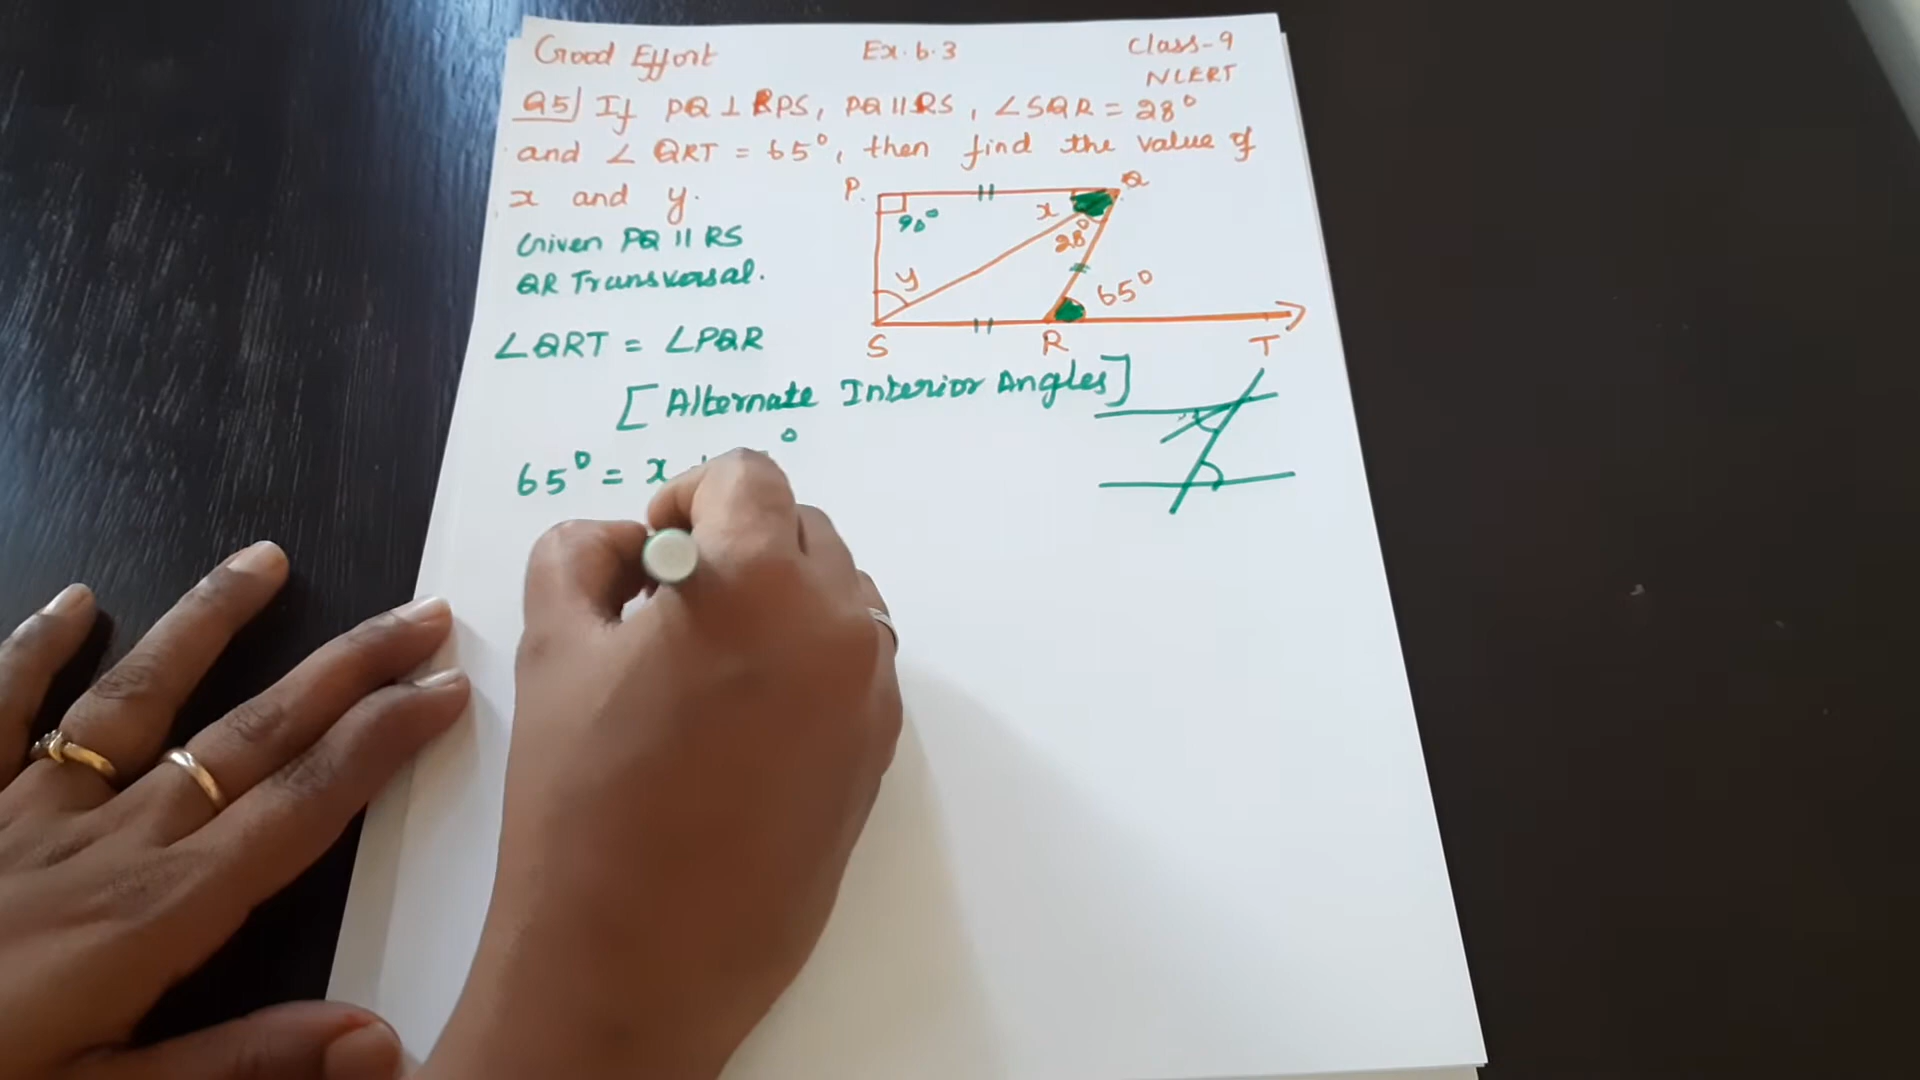 Good Effort Ex. 6.3 Class-9
NCERT
Q5) If PQ ⊥ PS, PQ || RS, ∠SQR = 28°
and ∠ QRT = 65°, then find the value of
x and y.
P. Q
90° x
28°
y
65°
S R T
Given PQ || RS
QR Transversal.
∠QRT = ∠PQR
[Alternate Interior Angles]
65° = x